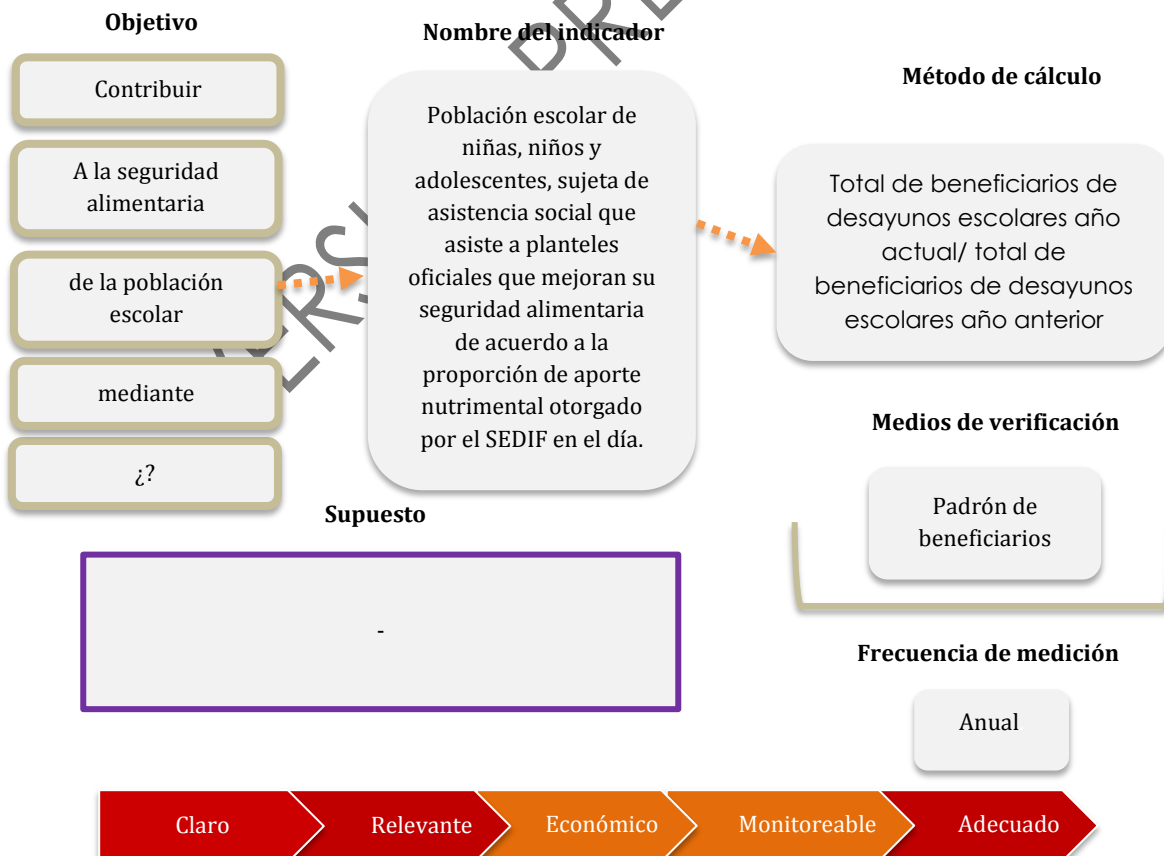 Objetivo
Contribuir
A la seguridad
alimentaria
de la población
escolar
mediante
¿?
Nombre del indicador
Población escolar de
niñas, niños y
adolescentes, sujeta de
asistencia social que
asiste a planteles
oficiales que mejoran su
seguridad alimentaria
de acuerdo a la
proporción de aporte
nutrimental otorgado
por el SEDIF en el día.
Método de cálculo
Total de beneficiarios de
desayunos escolares año
actual/ total de
beneficiarios de desayunos
escolares año anterior
Medios de verificación
Padrón de
beneficiarios
Supuesto
-
Frecuencia de medición
Anual
Claro
Relevante
Económico
Monitoreable
Adecuado